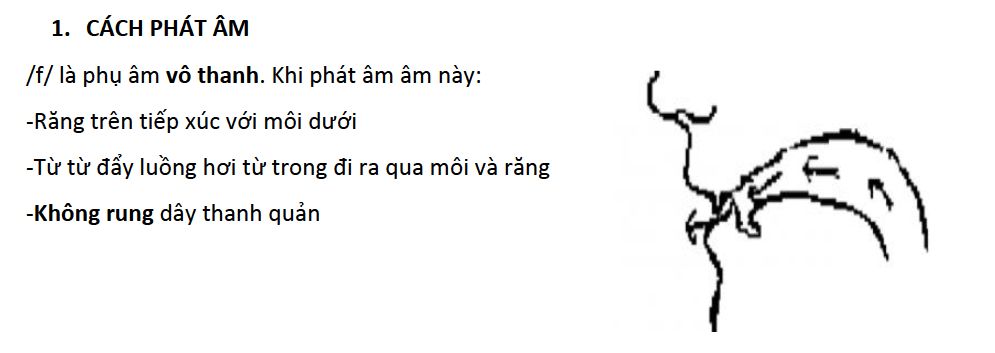 1. CÁCH PHÁT ÂM
/f/ là phụ âm vô thanh. Khi phát âm âm này:
-Răng trên tiếp xúc với môi dưới
-Từ từ đẩy luồng hơi từ trong đi ra qua môi và răng
-Không rung dây thanh quản